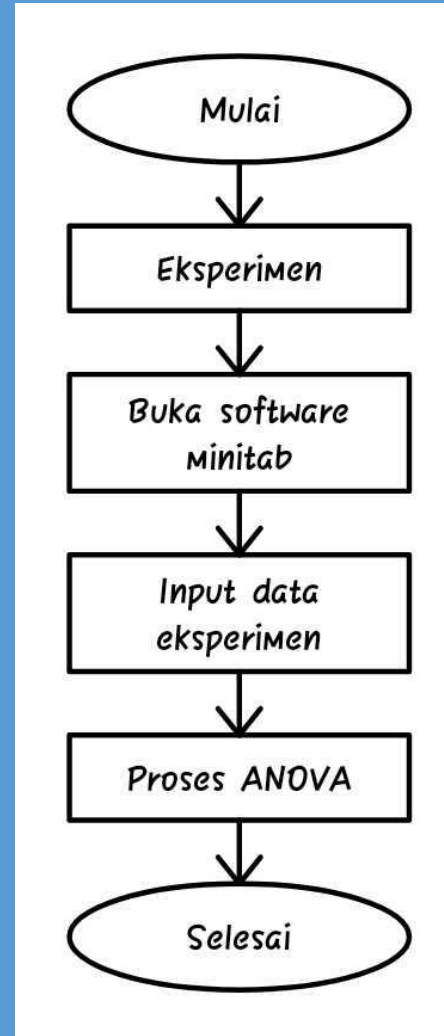 Mulai
Eksperimen
Buka software
minitab
Input data
eksperimen
Proses ANOVA
Selesai